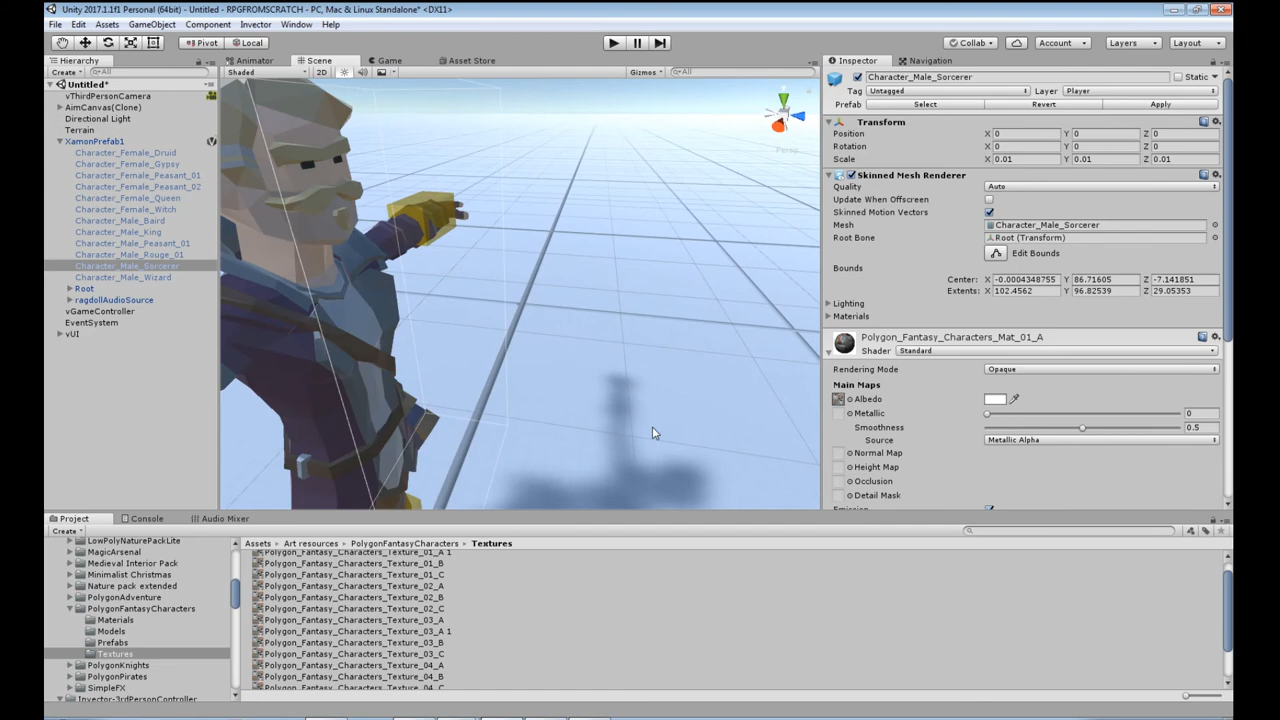 Unity 2017.1.1f1 Personal (64bit) - Untitled - RPGFROMSCRATCH - PC, Mac & Linux Standalone* <DX11>
File Edit Assets GameObject Component Invector Window Help
Pivot Local Collab Account Layers Layout
Hierarchy Animator Scene Game Asset Store Inspector Navigation
Create All Shaded 2D Gizmos All
Untitled*
vThirdPersonCamera
AimCanvas(Clone)
Directional Light
Terrain
XamonPrefab1
Character_Female_Druid
Character_Female_Gypsy
Character_Female_Peasant_01
Character_Female_Peasant_02
Character_Female_Queen
Character_Female_Witch
Character_Male_Baird
Character_Male_King
Character_Male_Peasant_01
Character_Male_Rouge_01
Character_Male_Sorcerer
Character_Male_Wizard
Root
ragdollAudioSource
vGameController
EventSystem
vUI
Persp
Character_Male_Sorcerer Static
Tag Untagged Layer Player
Prefab Select Revert Apply
Transform
Position X 0 Y 0 Z 0
Rotation X 0 Y 0 Z 0
Scale X 0.01 Y 0.01 Z 0.01
Skinned Mesh Renderer
Quality Auto
Update When Offscreen
Skinned Motion Vectors
Mesh Character_Male_Sorcerer
Root Bone Root (Transform)
Edit Bounds
Bounds
Center: X -0.0004348755 Y 86.71605 Z -7.141851
Extents: X 102.4562 Y 96.82539 Z 29.05353
Lighting
Materials
Polygon_Fantasy_Characters_Mat_01_A
Shader Standard
Rendering Mode Opaque
Main Maps
Albedo
Metallic 0
Smoothness 0.5
Source Metallic Alpha
Normal Map
Height Map
Occlusion
Detail Mask
Emission
Project Console Audio Mixer
Create
LowPolyNaturePackLite
MagicArsenal
Medieval Interior Pack
Minimalist Christmas
Nature pack extended
PolygonAdventure
PolygonFantasyCharacters
Materials
Models
Prefabs
Textures
PolygonKnights
PolygonPirates
SimpleFX
Invector-3rdPersonController
Assets Art resources PolygonFantasyCharacters Textures
Polygon_Fantasy_Characters_Texture_01_A 1
Polygon_Fantasy_Characters_Texture_01_B
Polygon_Fantasy_Characters_Texture_01_C
Polygon_Fantasy_Characters_Texture_02_A
Polygon_Fantasy_Characters_Texture_02_B
Polygon_Fantasy_Characters_Texture_02_C
Polygon_Fantasy_Characters_Texture_03_A
Polygon_Fantasy_Characters_Texture_03_A 1
Polygon_Fantasy_Characters_Texture_03_B
Polygon_Fantasy_Characters_Texture_03_C
Polygon_Fantasy_Characters_Texture_04_A
Polygon_Fantasy_Characters_Texture_04_B
Polygon_Fantasy_Characters_Texture_04_C